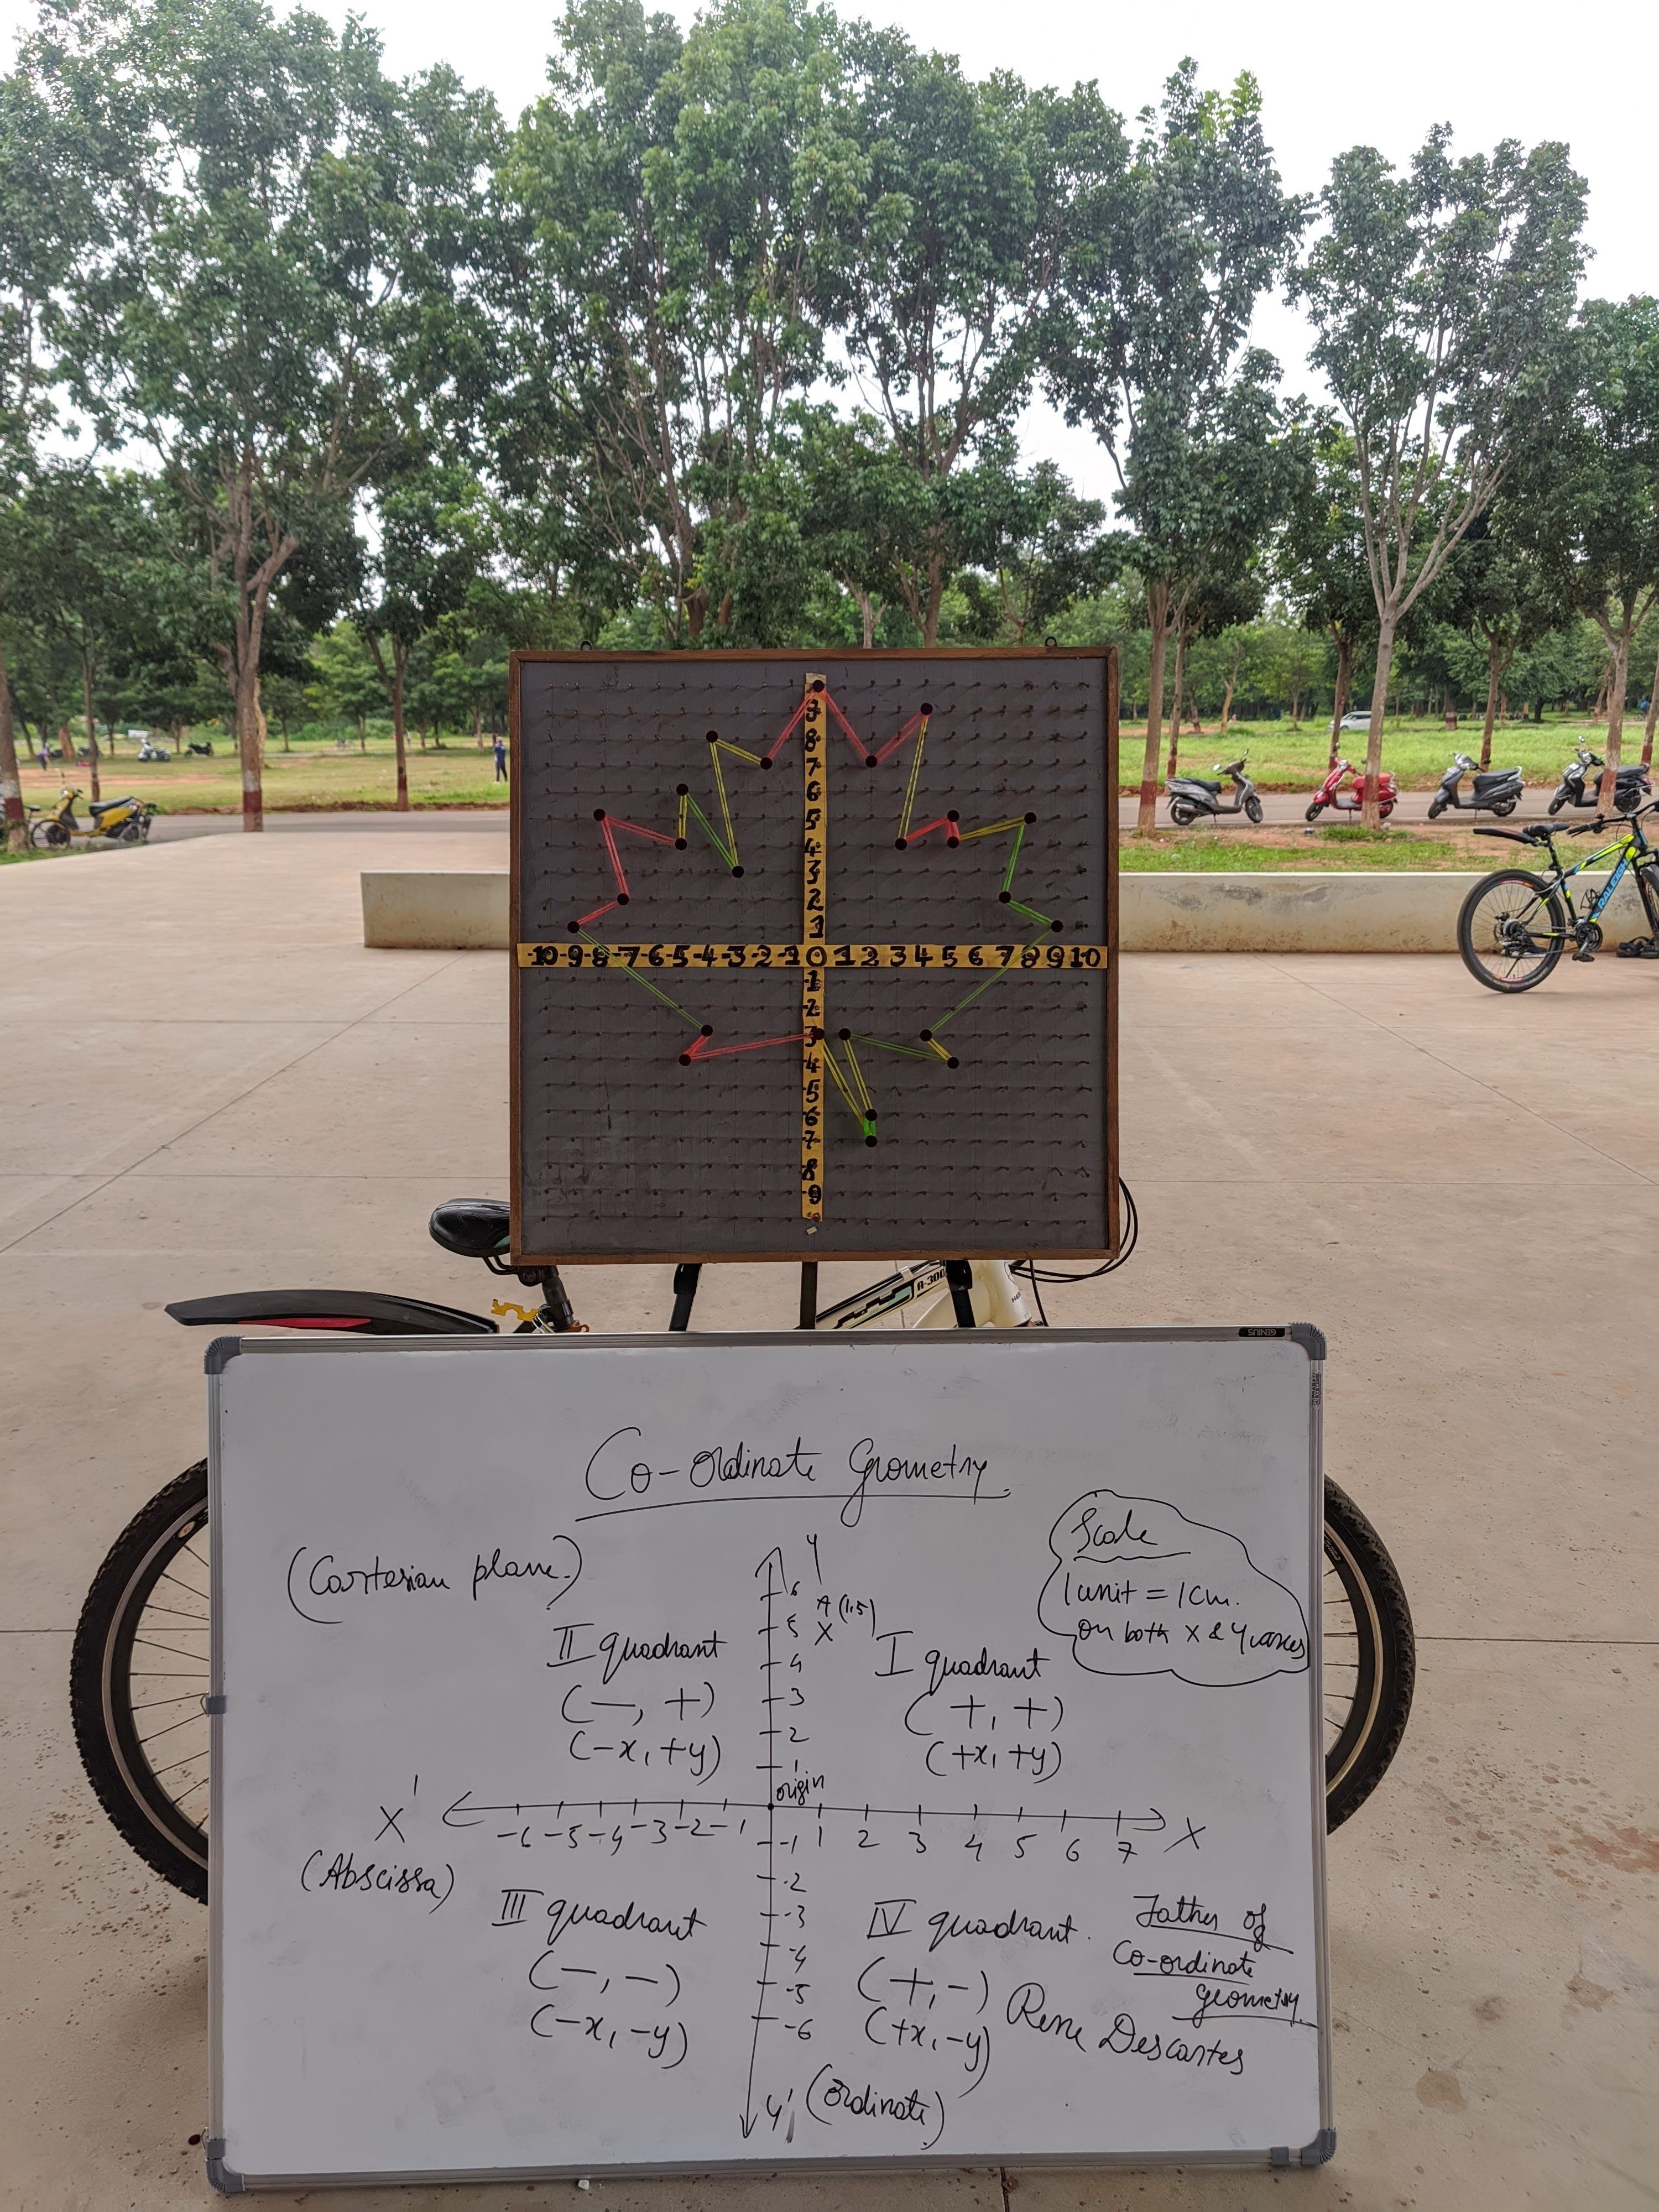 9
8
7
6
5
4
3
2
1
-10 -9 -8 -7 -6 -5 -4 -3 -2 -1 0 1 2 3 4 5 6 7 8 9 10
-1
-2
-3
-4
-5
-6
-7
-8
-9
A-300
RALEIGH
GENIUS
Co-ordinate Geometry
(Cartesian plane.)
Scale
1 unit = 1 cm.
on both X & Y axes
Y
6
A (1,5)
5 X
4
3
2
1
II quadrant
(-, +)
(-x, +y)
I quadrant
(+, +)
(+x, +y)
origin
X' -6 -5 -4 -3 -2 -1 1 2 3 4 5 6 7 X
(Abscissa)
-1
-2
-3
-4
-5
-6
III quadrant
(-, -)
(-x, -y)
IV quadrant.
(+, -)
(+x, -y)
Father of
Co-ordinate
geometry.
Rene Descartes
Y' (Ordinate)